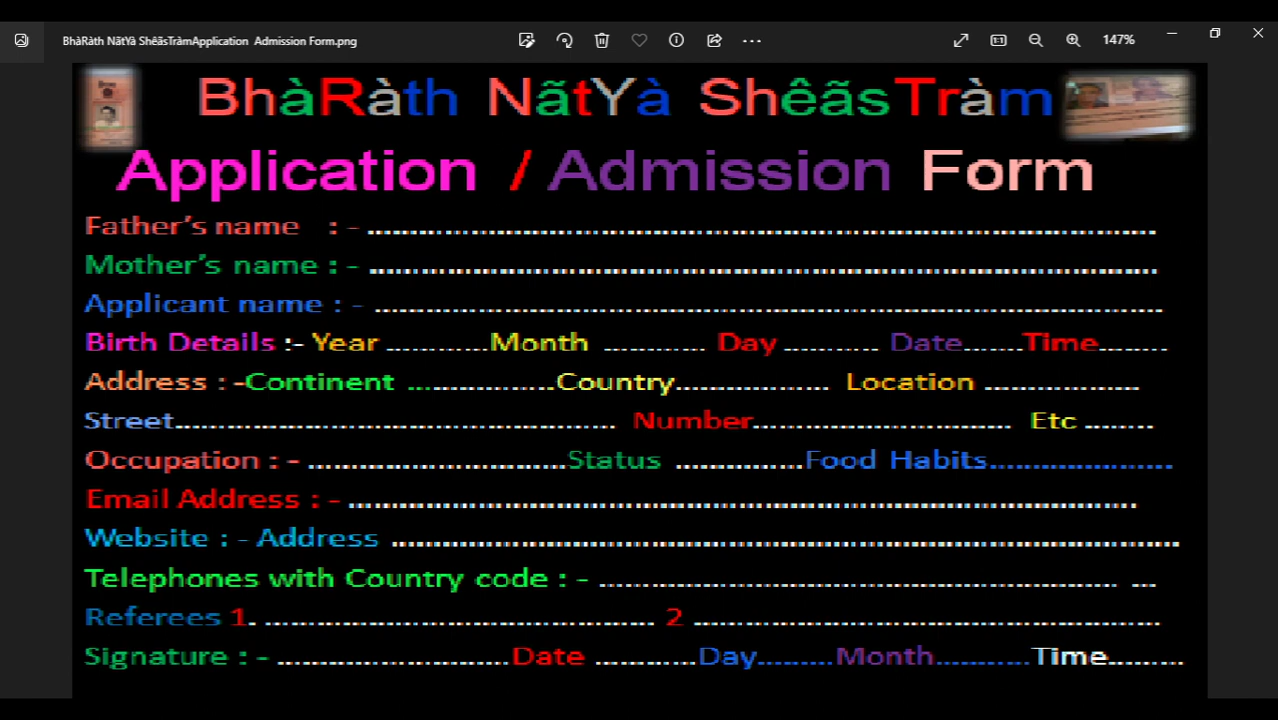 BhàRàth NãtYà ShêãsTràmApplication  Admission Form.png
147%
BhàRàth NãtYà ShêãsTràm
Application / Admission Form
Father’s name : - ................................................................................
Mother’s name : - ................................................................................
Applicant name : - ................................................................................
Birth Details :- Year ............Month ............ Day ........... Date.......Time........
Address : -Continent .................Country.................. Location ..................
Street................................................... Number.............................. Etc ........
Occupation : - ..............................Status ...............Food Habits......................
Email Address : - ................................................................................
Website : - Address ................................................................................
Telephones with Country code : - ............................................................ ...
Referees 1. ............................................. 2 ......................................................
Signature : - ...........................Date ............Day.........Month...........Time.........